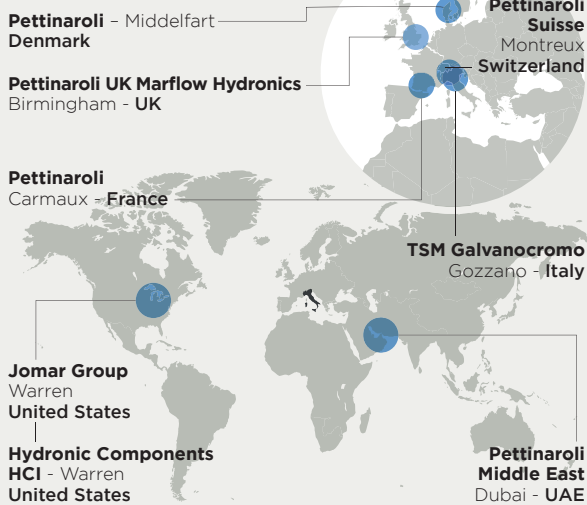 Pettinaroli – Middelfart
Denmark
Pettinaroli
Suisse
Montreux
Switzerland
Pettinaroli UK Marflow Hydronics
Birmingham - UK
Pettinaroli
Carmaux - France
TSM Galvanocromo
Gozzano - Italy
Jomar Group
Warren
United States
Hydronic Components
HCI - Warren
United States
Pettinaroli
Middle East
Dubai - UAE